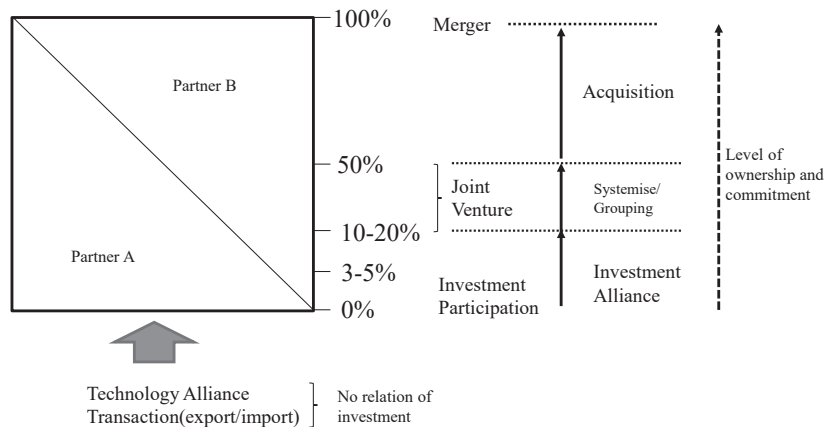 100%
Merger
Partner B
Acquisition
50%
Level of
ownership and
commitment
Joint
Venture
Systemise/
Grouping
10-20%
Partner A
3-5%
Investment
Participation
Investment
Alliance
0%
Technology Alliance
Transaction(export/import)
No relation of
investment